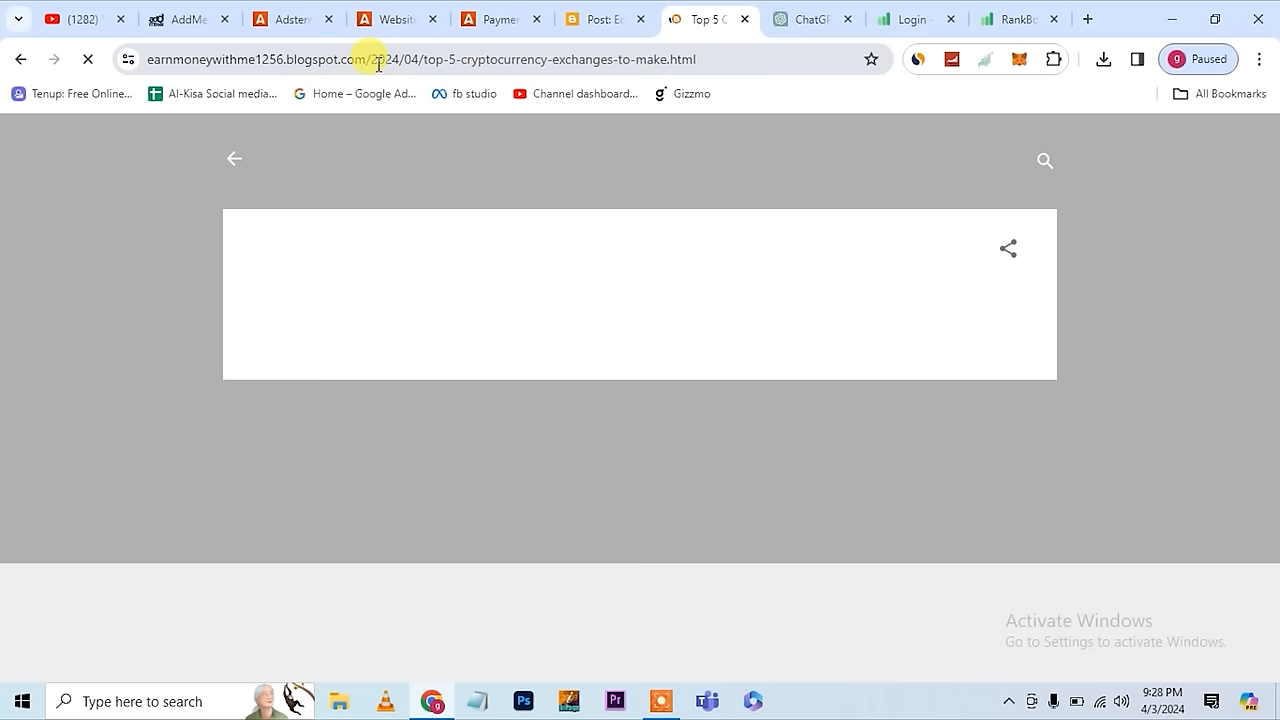 (1282)
AddMe
Adster
Website
Paymer
Post: Ec
Top 5 C
ChatGF
Login -
RankBo
earnmoneywithme1256.blogspot.com/2024/04/top-5-cryptocurrency-exchanges-to-make.html
g Paused
Tenup: Free Online...
Al-Kisa Social media...
Home – Google Ad...
fb studio
Channel dashboard...
Gizzmo
All Bookmarks
Activate Windows
Go to Settings to activate Windows.
Type here to search
9:28 PM
4/3/2024